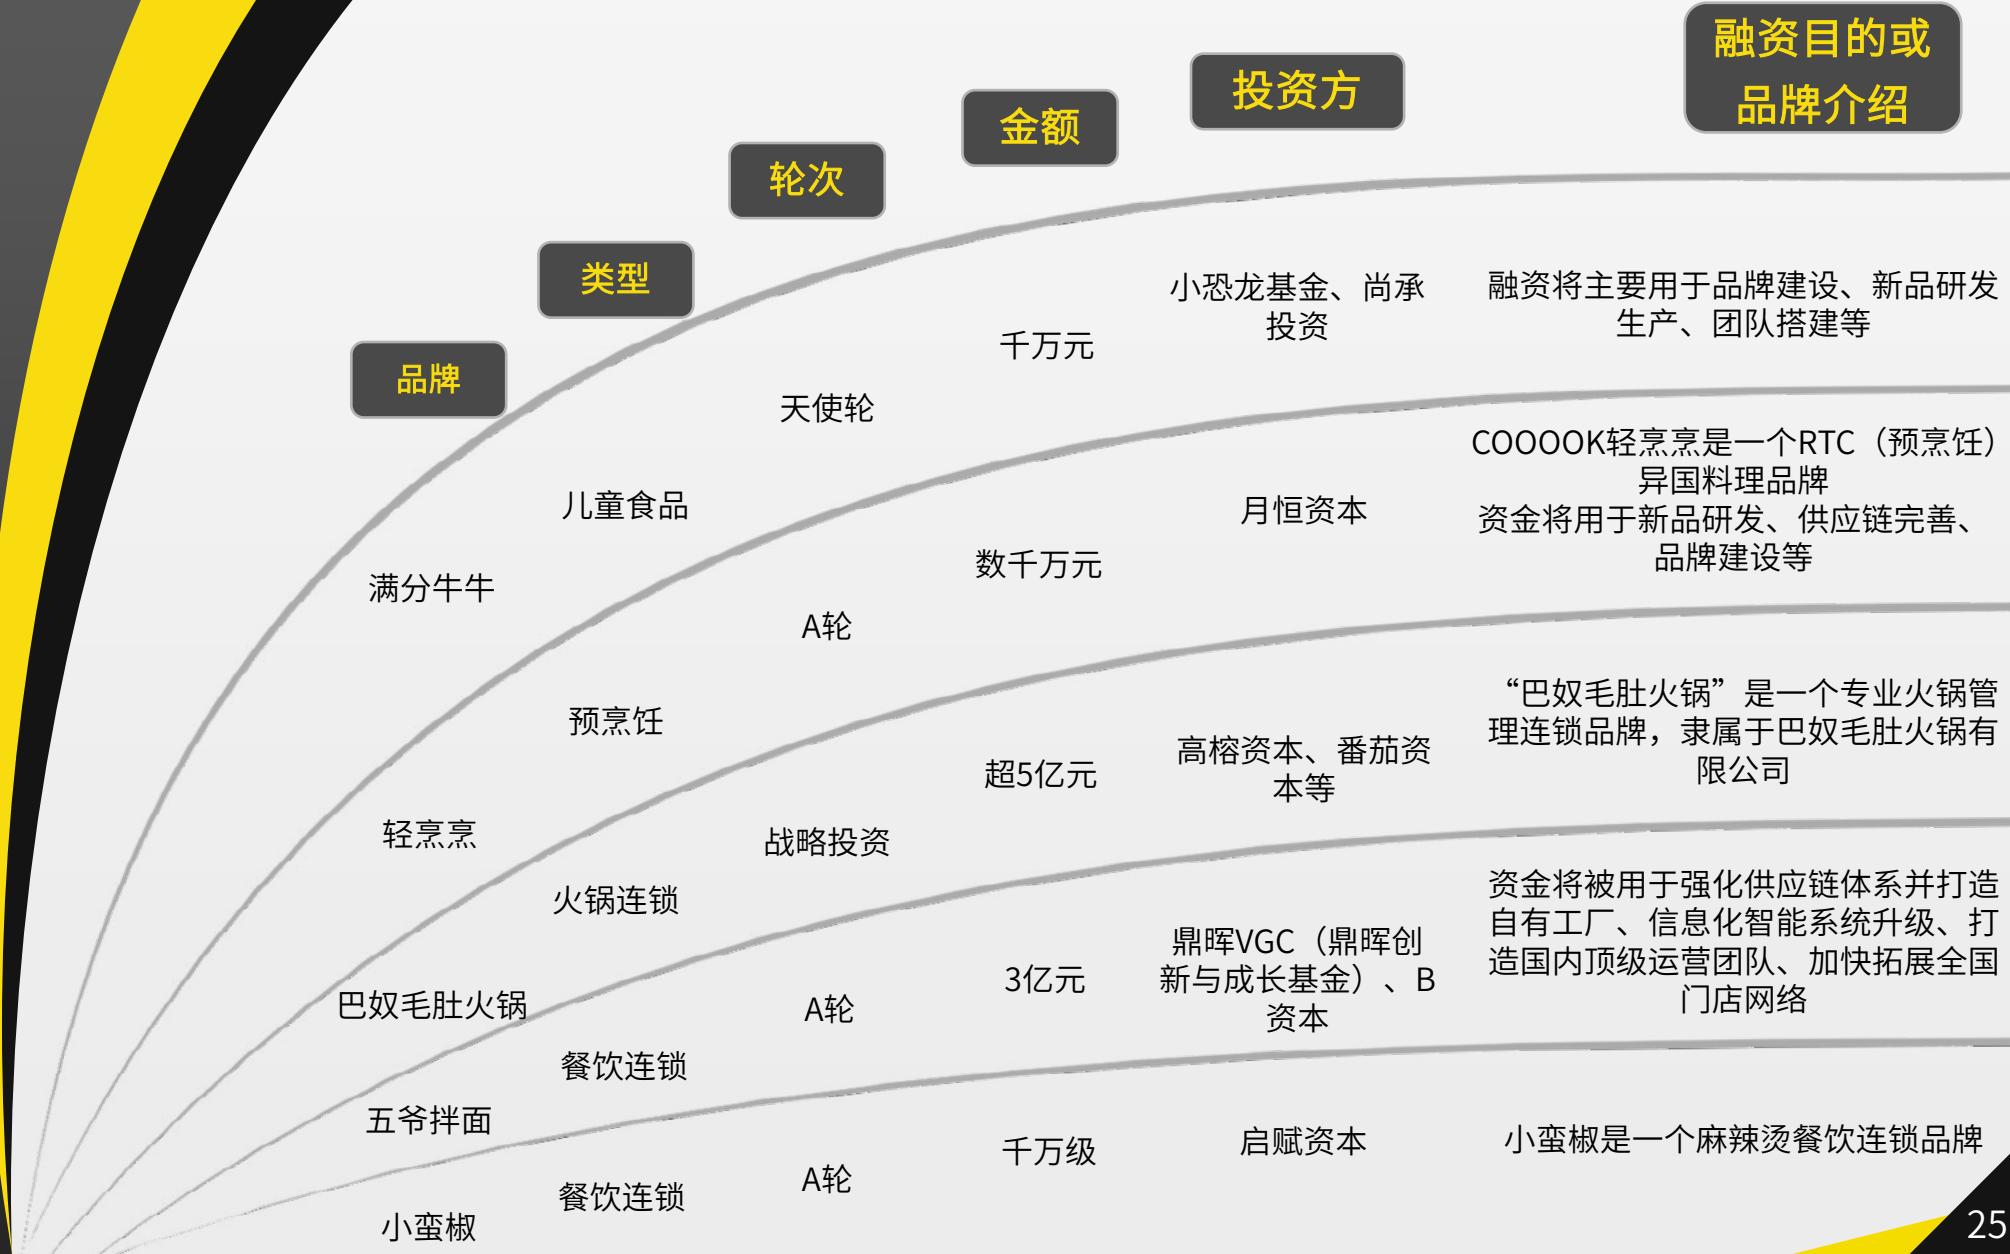 品牌
类型
轮次
金额
投资方
融资目的或
品牌介绍
满分牛牛
儿童食品
天使轮
千万元
小恐龙基金、尚承
投资
融资将主要用于品牌建设、新品研发
生产、团队搭建等
轻烹烹
预烹饪
A轮
数千万元
月恒资本
COOOOK轻烹烹是一个RTC（预烹饪）
异国料理品牌
资金将用于新品研发、供应链完善、
品牌建设等
巴奴毛肚火锅
火锅连锁
战略投资
超5亿元
高榕资本、番茄资
本等
“巴奴毛肚火锅”是一个专业火锅管
理连锁品牌，隶属于巴奴毛肚火锅有
限公司
五爷拌面
餐饮连锁
A轮
3亿元
鼎晖VGC（鼎晖创
新与成长基金）、B
资本
资金将被用于强化供应链体系并打造
自有工厂、信息化智能系统升级、打
造国内顶级运营团队、加快拓展全国
门店网络
小蛮椒
餐饮连锁
A轮
千万级
启赋资本
小蛮椒是一个麻辣烫餐饮连锁品牌
25